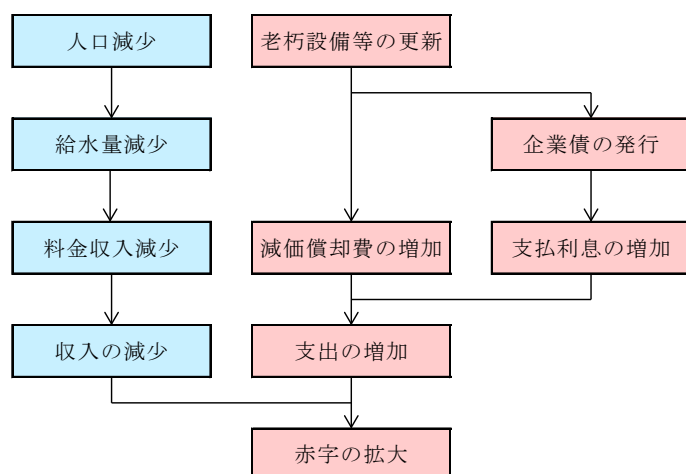 人口減少
老朽設備等の更新
給水量減少
企業債の発行
料金収入減少
減価償却費の増加
支払利息の増加
収入の減少
支出の増加
赤字の拡大